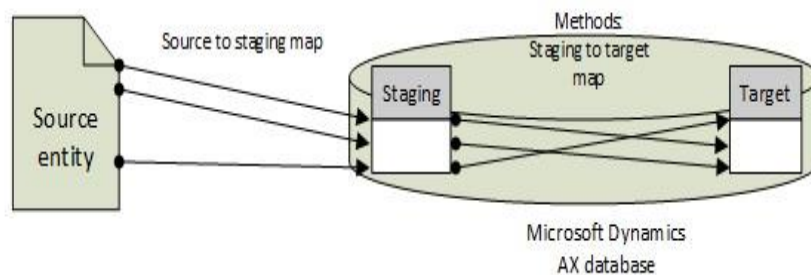 Methods:
Source to staging map
Staging to target
map
Staging
Target
Source
entity
Microsoft Dynamics
AX database